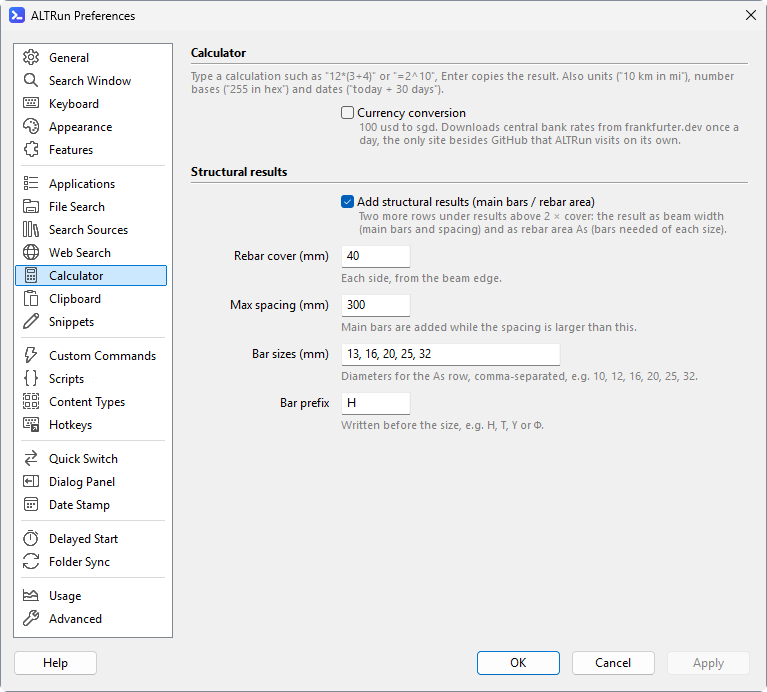 ALTRun Preferences
General
Search Window
Keyboard
Appearance
Features
Applications
File Search
Search Sources
Web Search
Calculator
Clipboard
Snippets
Custom Commands
Scripts
Content Types
Hotkeys
Quick Switch
Dialog Panel
Date Stamp
Delayed Start
Folder Sync
Usage
Advanced
Calculator
Type a calculation such as "12*(3+4)" or "=2^10", Enter copies the result. Also units ("10 km in mi"), number
bases ("255 in hex") and dates ("today + 30 days").
Currency conversion
100 usd to sgd. Downloads central bank rates from frankfurter.dev once a
day, the only site besides GitHub that ALTRun visits on its own.
Structural results
Add structural results (main bars / rebar area)
Two more rows under results above 2 × cover: the result as beam width
(main bars and spacing) and as rebar area As (bars needed of each size).
Rebar cover (mm) 40
Each side, from the beam edge.
Max spacing (mm) 300
Main bars are added while the spacing is larger than this.
Bar sizes (mm) 13, 16, 20, 25, 32
Diameters for the As row, comma-separated, e.g. 10, 12, 16, 20, 25, 32.
Bar prefix H
Written before the size, e.g. H, T, Y or Φ.
Help
OK
Cancel
Apply